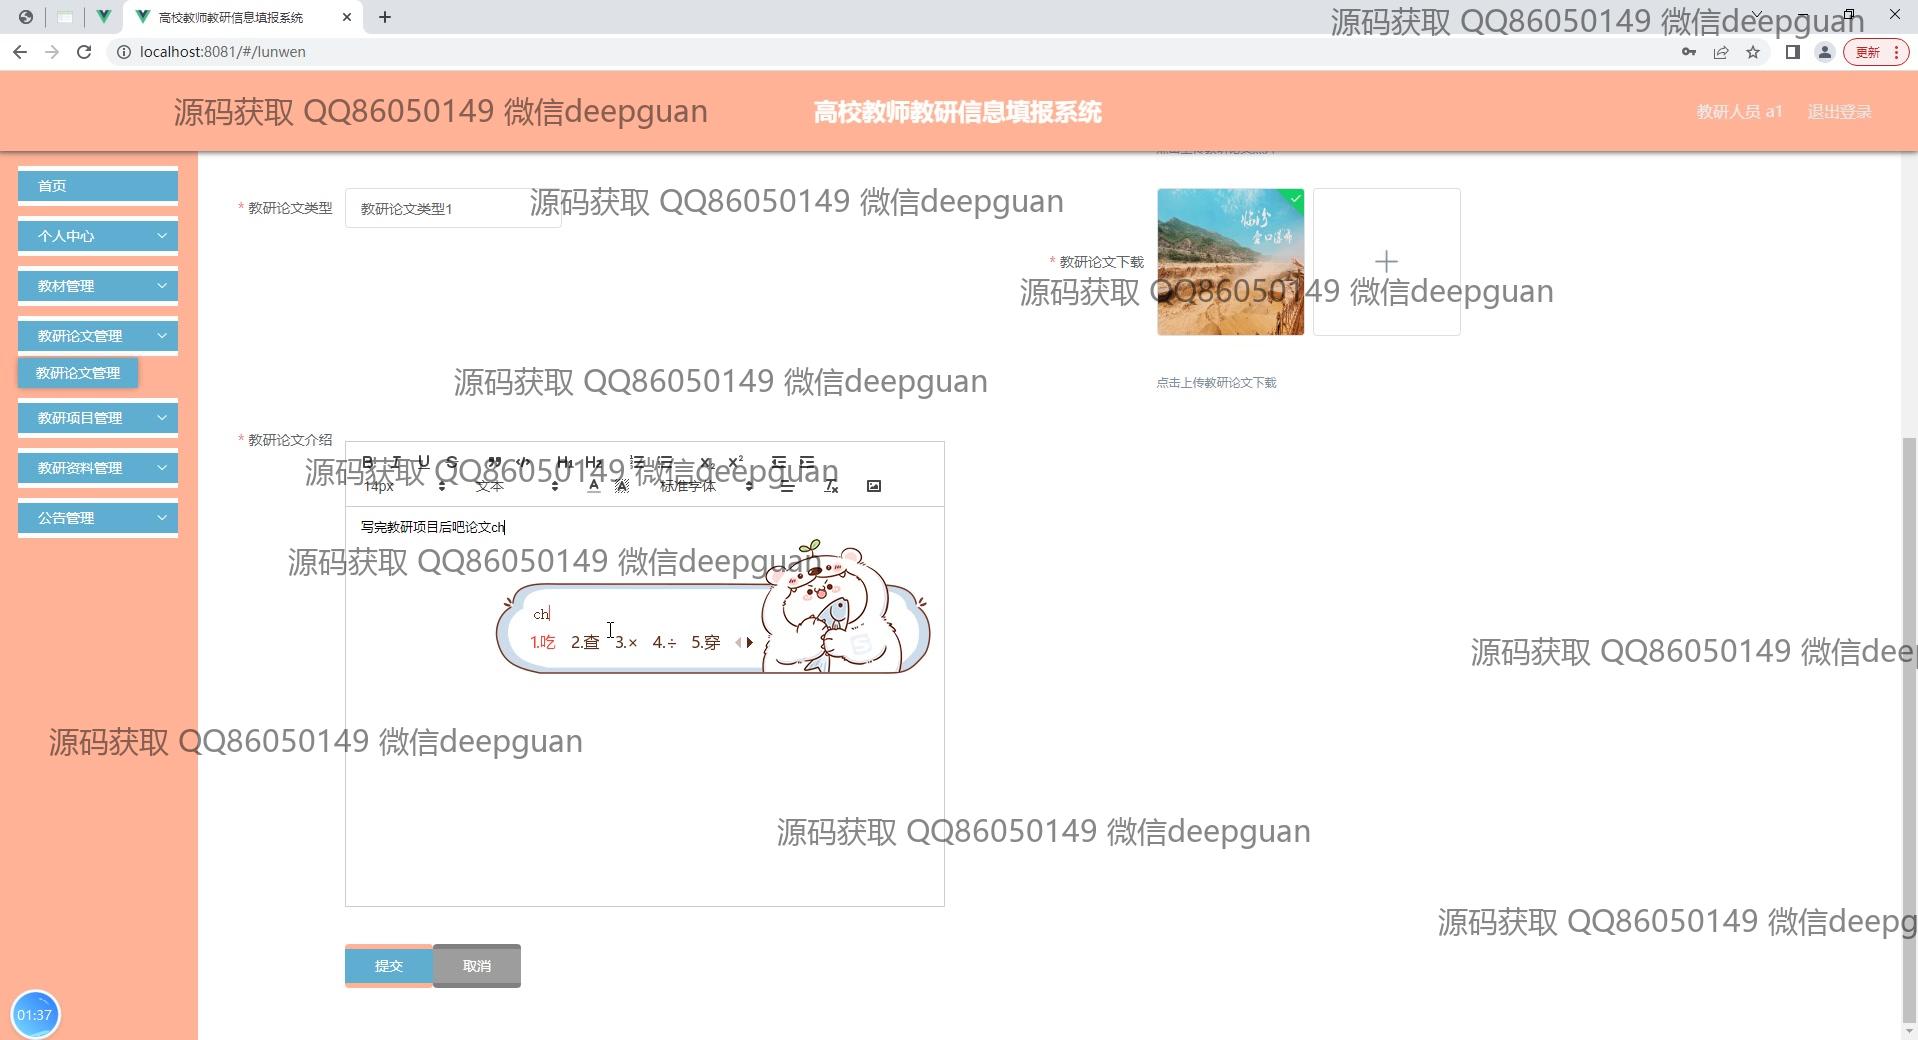 高校教师教研信息填报系统
源码获取 QQ86050149 微信deepguan
localhost:8081/#/lunwen
更新
源码获取 QQ86050149 微信deepguan
高校教师教研信息填报系统
教研人员 a1
退出登录
首页
个人中心
教材管理
教研论文管理
教研论文管理
教研项目管理
教研资料管理
公告管理
* 教研论文类型
教研论文类型1
源码获取 QQ86050149 微信deepguan
* 教研论文下载
临汾
源码获取 QQ86050149 微信deepguan
源码获取 QQ86050149 微信deepguan
点击上传教研论文下载
* 教研论文介绍
B I U S H1 H2 X2 X2
源码获取 QQ86050149 微信deepguan
14px 文本 A A 标准字体
写完教研项目后吧论文ch
源码获取 QQ86050149 微信deepguan
ch
1.吃 2.查 3.× 4.÷ 5.穿
源码获取 QQ86050149 微信deep
源码获取 QQ86050149 微信deepguan
源码获取 QQ86050149 微信deepguan
源码获取 QQ86050149 微信deepg
提交
取消
01:37